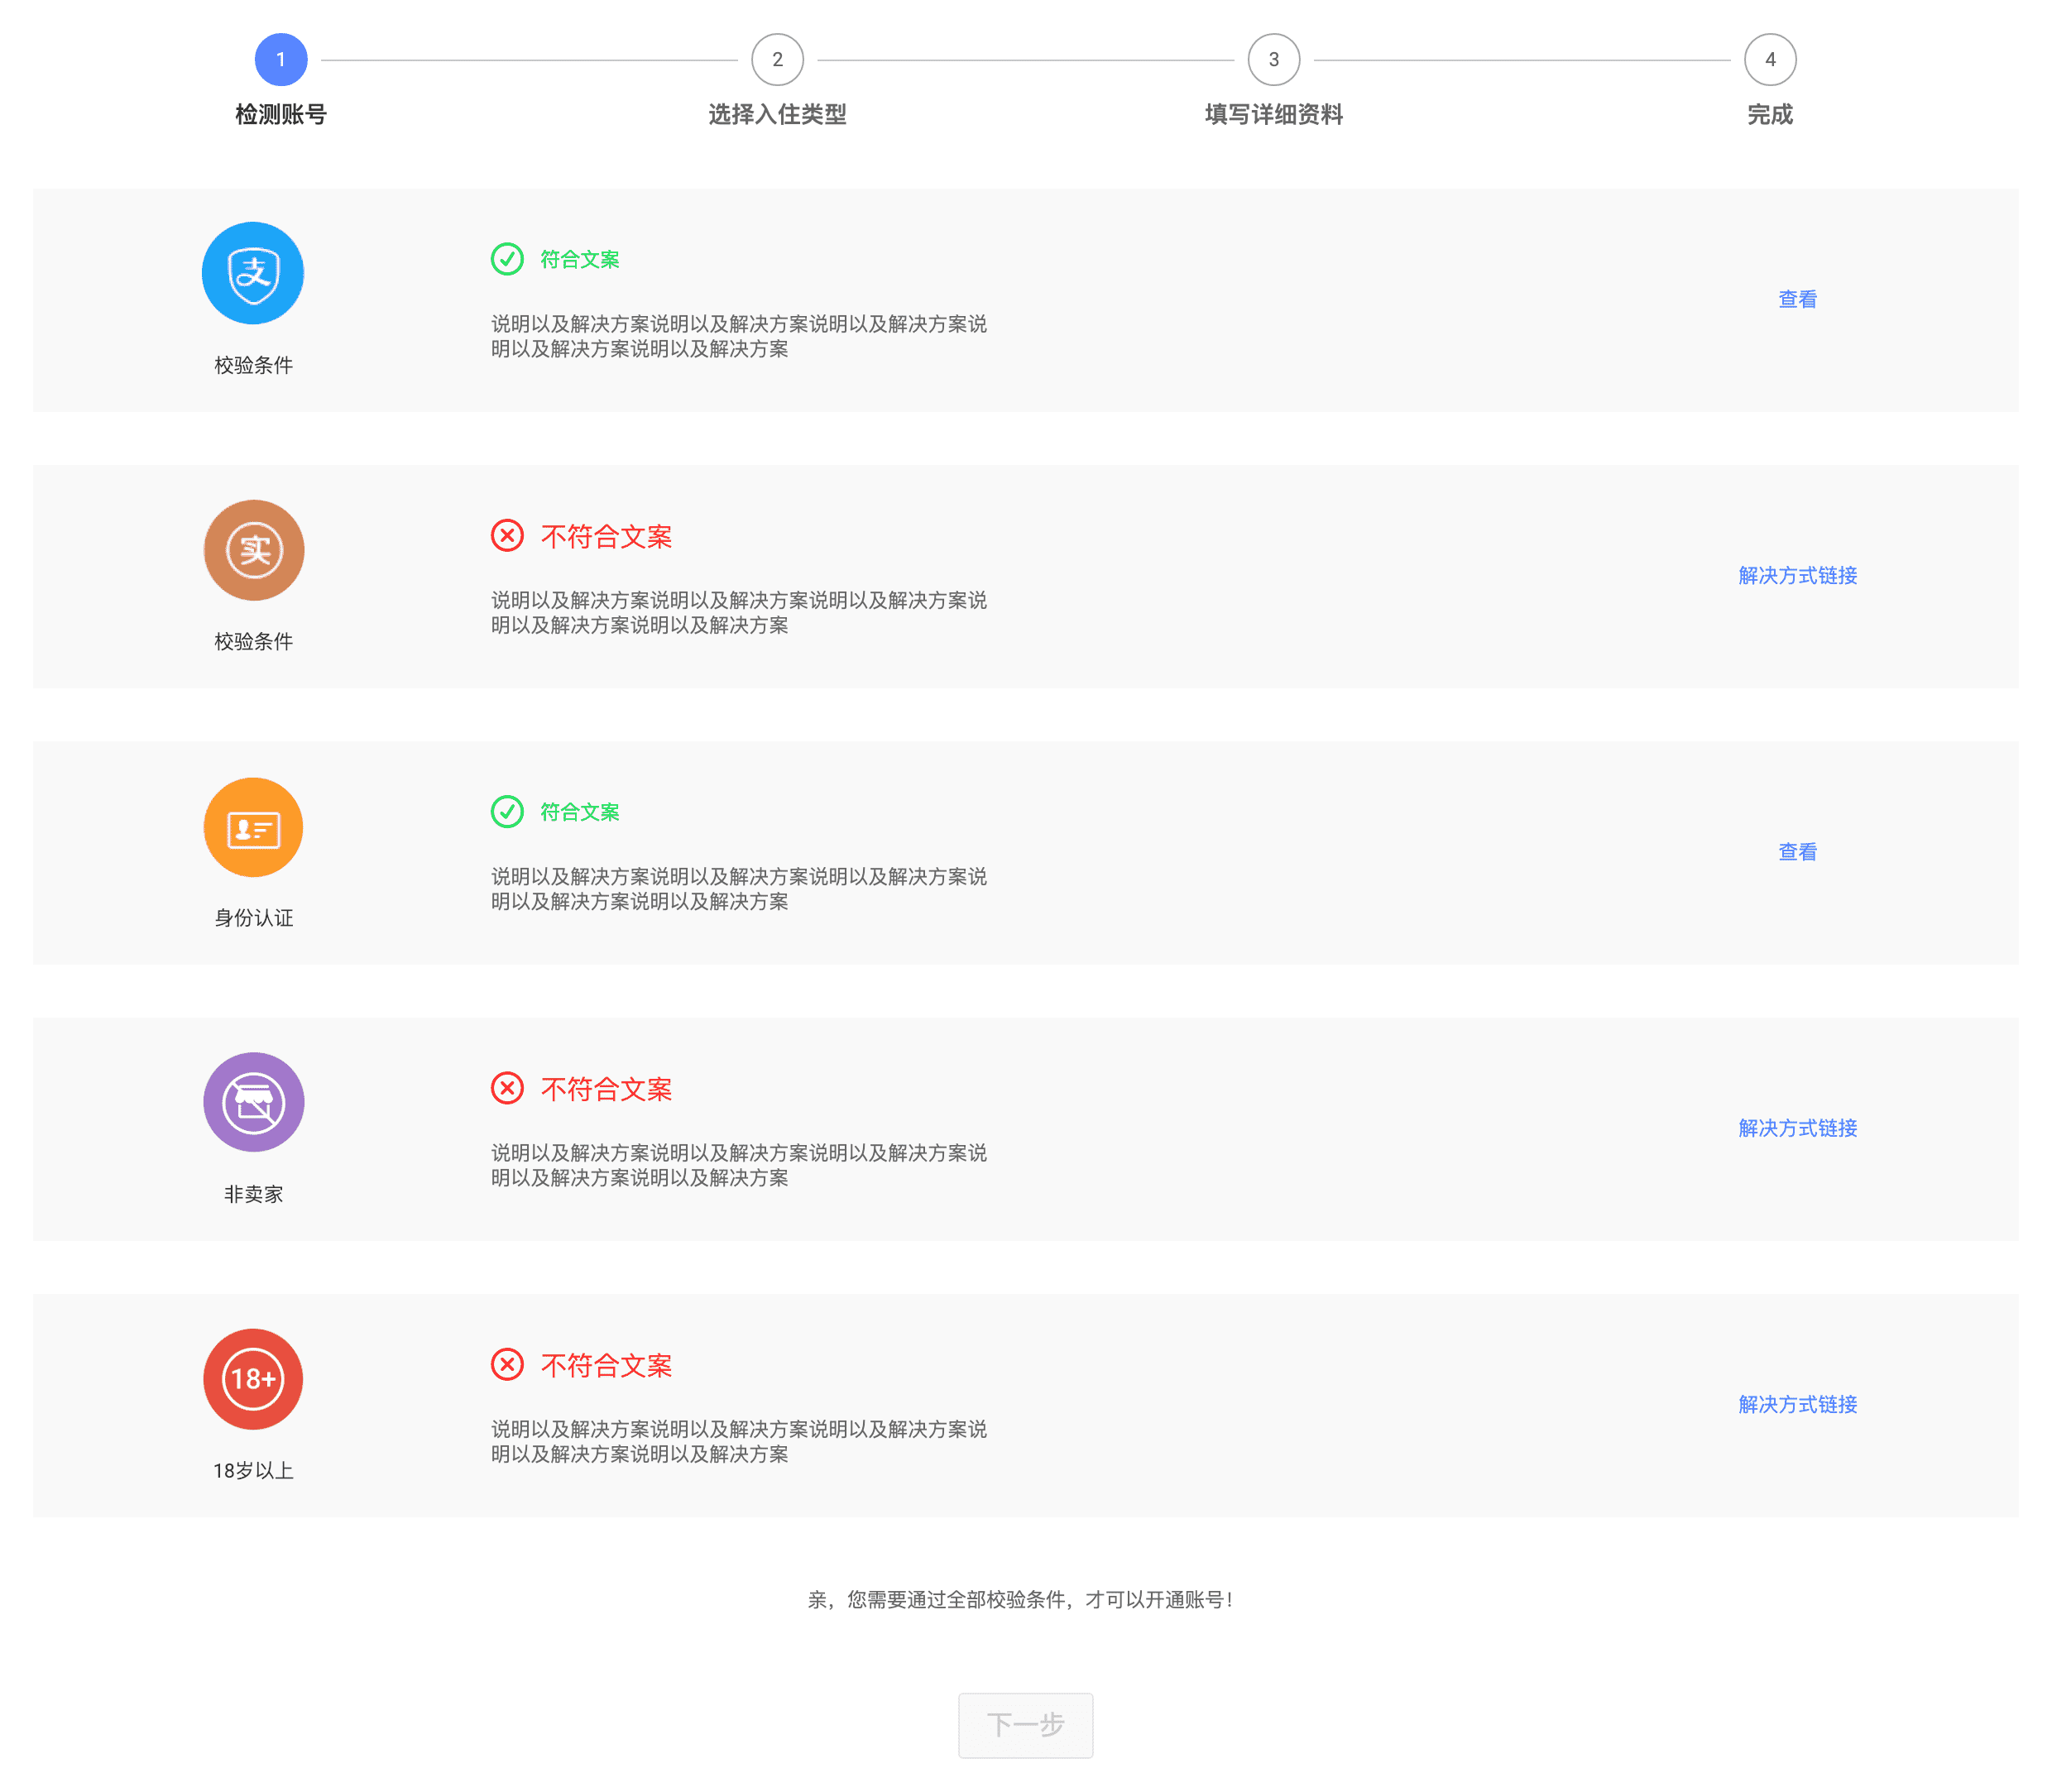 1
2
3
4
检测账号
选择入住类型
填写详细资料
完成
支
校验条件
符合文案
说明以及解决方案说明以及解决方案说明以及解决方案说
明以及解决方案说明以及解决方案
查看
实
校验条件
不符合文案
说明以及解决方案说明以及解决方案说明以及解决方案说
明以及解决方案说明以及解决方案
解决方式链接
身份认证
符合文案
说明以及解决方案说明以及解决方案说明以及解决方案说
明以及解决方案说明以及解决方案
查看
非卖家
不符合文案
说明以及解决方案说明以及解决方案说明以及解决方案说
明以及解决方案说明以及解决方案
解决方式链接
18+
18岁以上
不符合文案
说明以及解决方案说明以及解决方案说明以及解决方案说
明以及解决方案说明以及解决方案
解决方式链接
亲，您需要通过全部校验条件，才可以开通账号！
下一步